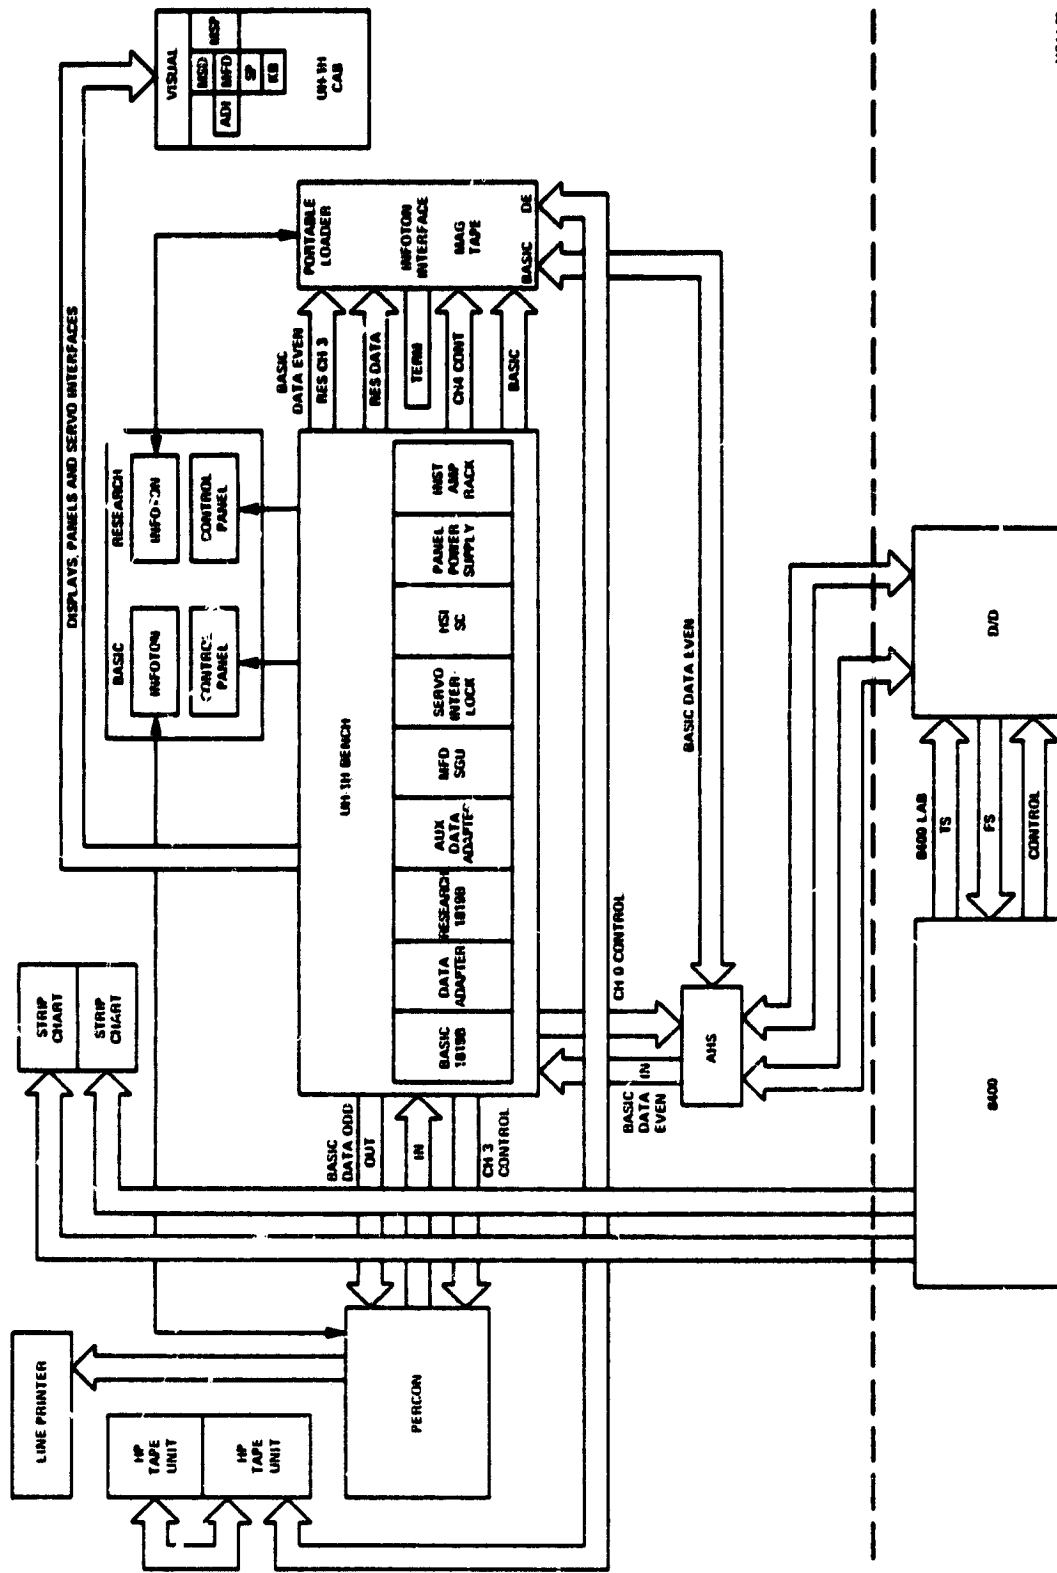 LINE PRINTER
HP
TAPE
UNIT
HP
TAPE
UNIT
PERCON
STRIP
CHART
STRIP
CHART
DISPLAYS, PANELS AND SERVO INTERFACES
BASIC
INFOTON
CONTROL
PANEL
RESEARCH
INFOTON
CONTROL
PANEL
VISUAL
MSD
MSP
ADI
MFD
SP
KB
UH-1H
CAB
BASIC
DATA ODD
OUT
IN
CH 3
CONTROL
UH-1H BENCH
BASIC
1819B
DATA
ADAPTER
RESEARCH
1819B
AUX
DATA
ADAPTER
MFD
SGU
SERVO
INTER-
LOCK
MSI
SC
PANEL
POWER
SUPPLY
INST
AMP
RACK
BASIC
DATA EVEN
RES CH 3
RES DATA
TERM
CH4 CONT
BASIC
PORTABLE
LOADER
INFOTON
INTERFACE
MAG
TAPE
BASIC
DE
BASIC
DATA IN
EVEN
CH 0 CONTROL
AHS
BASIC DATA EVEN
8400
8400 LAB
TS
FS
CONTROL
D/D